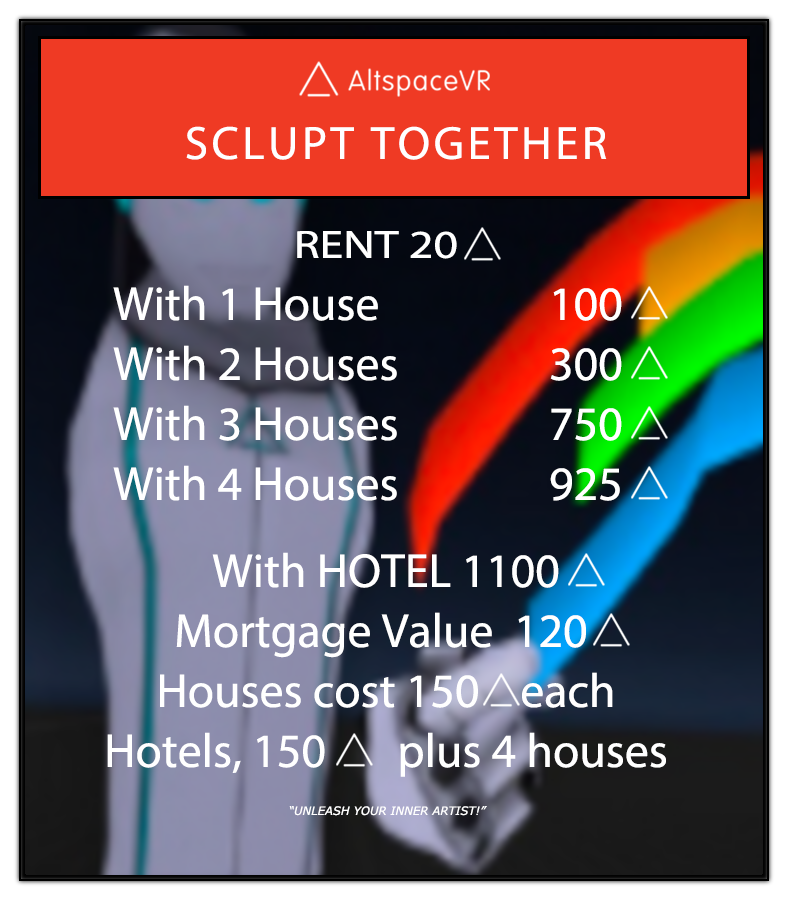 AltspaceVR
SCLUPT TOGETHER
RENT 20
With 1 House 100
With 2 Houses 300
With 3 Houses 750
With 4 Houses 925
With HOTEL 1100
Mortgage Value 120
Houses cost 150 each
Hotels, 150 plus 4 houses
“UNLEASH YOUR INNER ARTIST!”